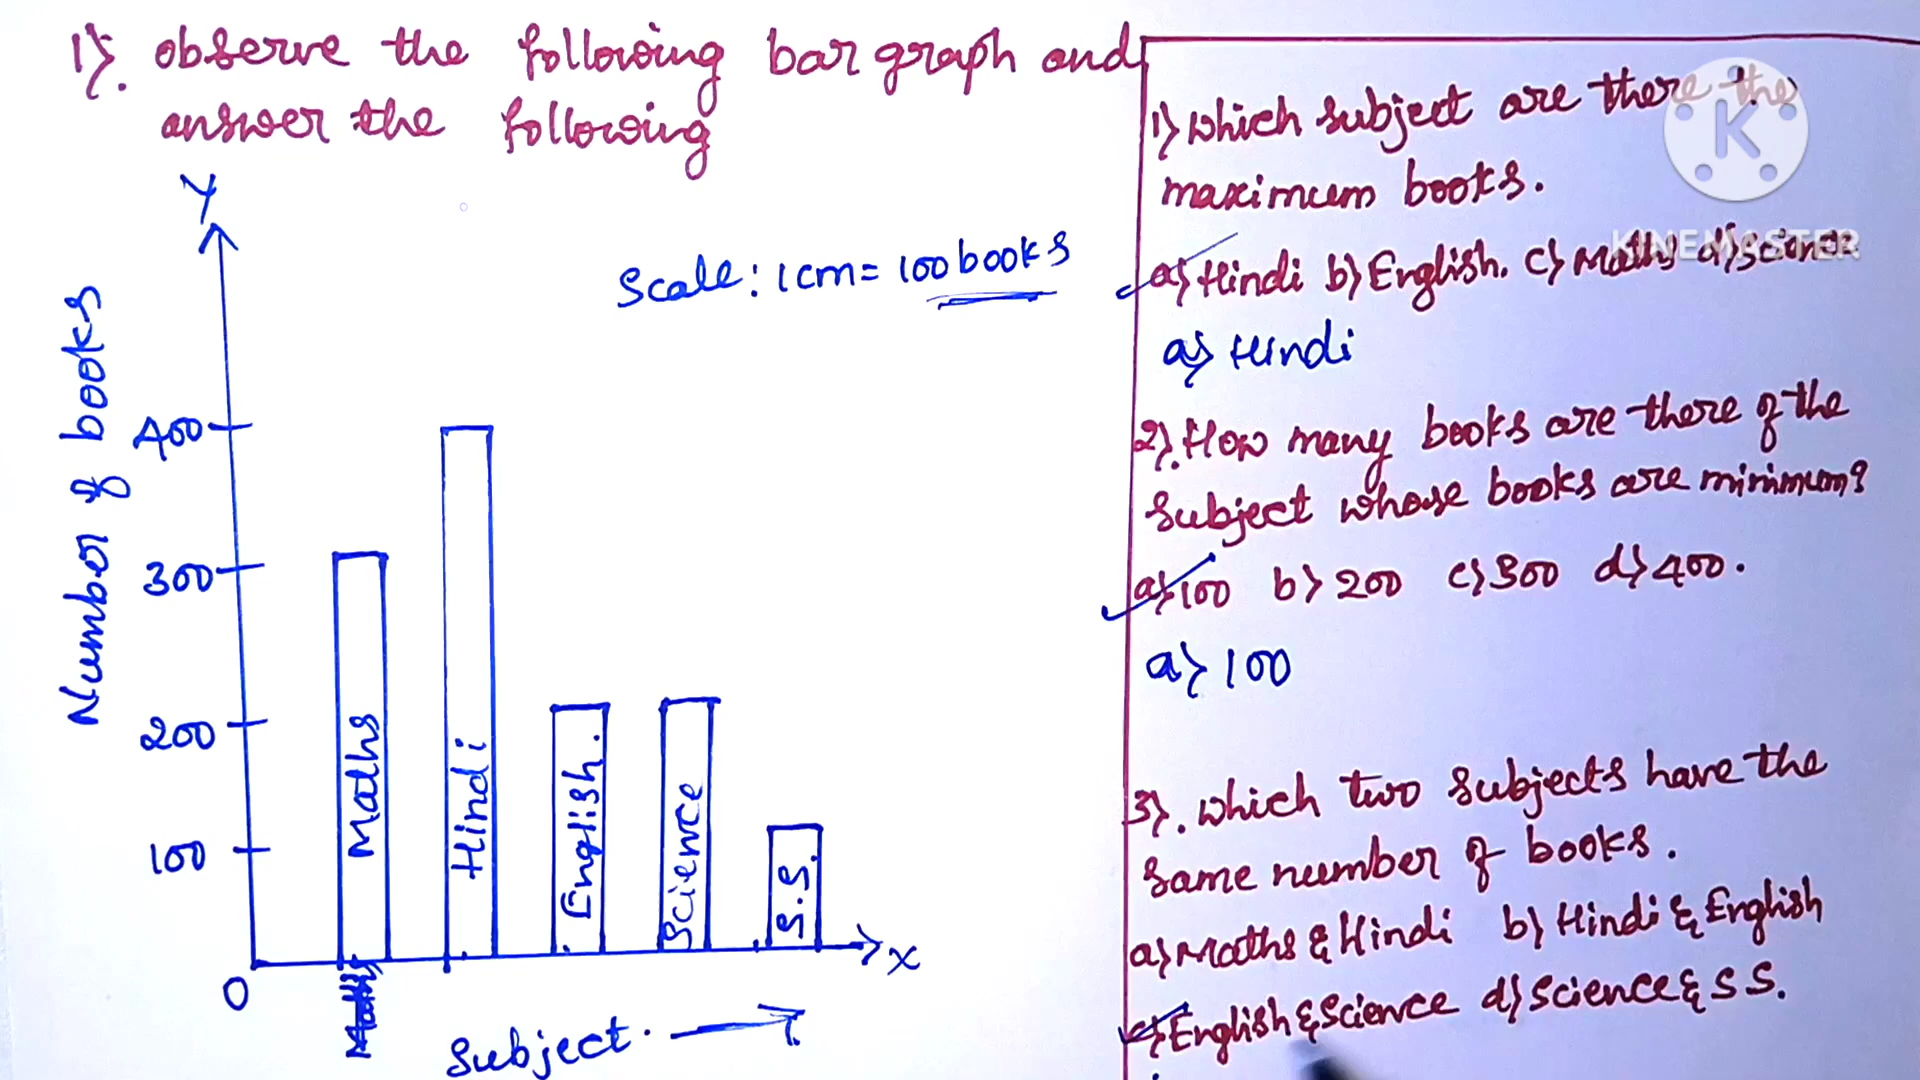 1). observe the following bar graph and
answer the following
Y
Scale: 1cm = 100 books
Number of books
400
300
200
100
0
Maths
Hindi
English.
Science
S.S.
Maths
X
Subject.
1) Which subject are there the
maximum books.
a) Hindi b) English. c) Maths d) Science
a) Hindi
2). How many books are there of the
subject whose books are minimum?
a) 100 b) 200 c) 300 d) 400.
a) 100
3). which two subjects have the
same number of books.
a) Maths & Hindi b) Hindi & English
c) English & Science d) Science & S S.
K
KINEMASTER